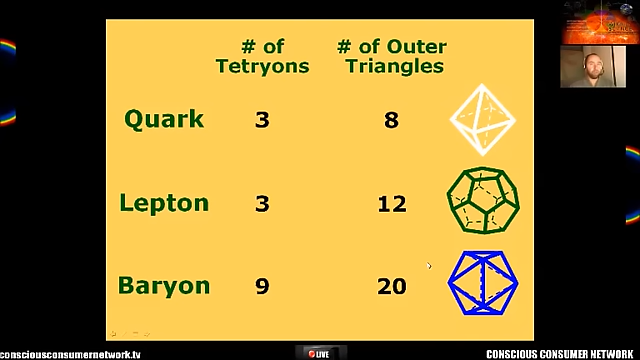 # of
Tetryons
# of Outer
Triangles
Quark 3 8
Lepton 3 12
Baryon 9 20
consciousconsumernetwork.tv
LIVE
CONSCIOUS CONSUMER NETWORK